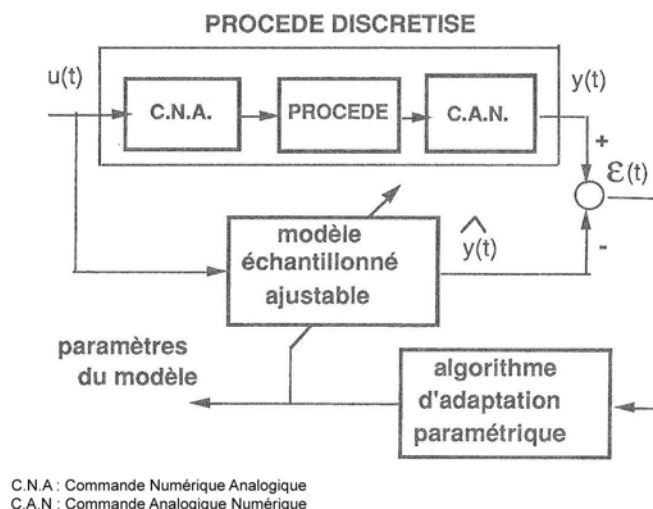 PROCEDE DISCRETISE
u(t)
y(t)
C.N.A.
PROCEDE
C.A.N.
+
ε(t)
modèle
échantillonné
ajustable
ŷ(t)
-
paramètres
du modèle
algorithme
d'adaptation
paramétrique
C.N.A : Commande Numérique Analogique
C.A.N : Commande Analogique Numérique